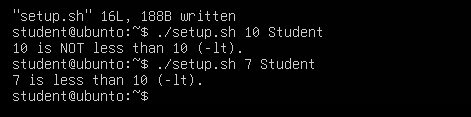 "setup.sh" 16L, 188B written
student@ubunto:~$ ./setup.sh 10 Student
10 is NOT less than 10 (-lt).
student@ubunto:~$ ./setup.sh 7 Student
7 is less than 10 (-lt).
student@ubunto:~$